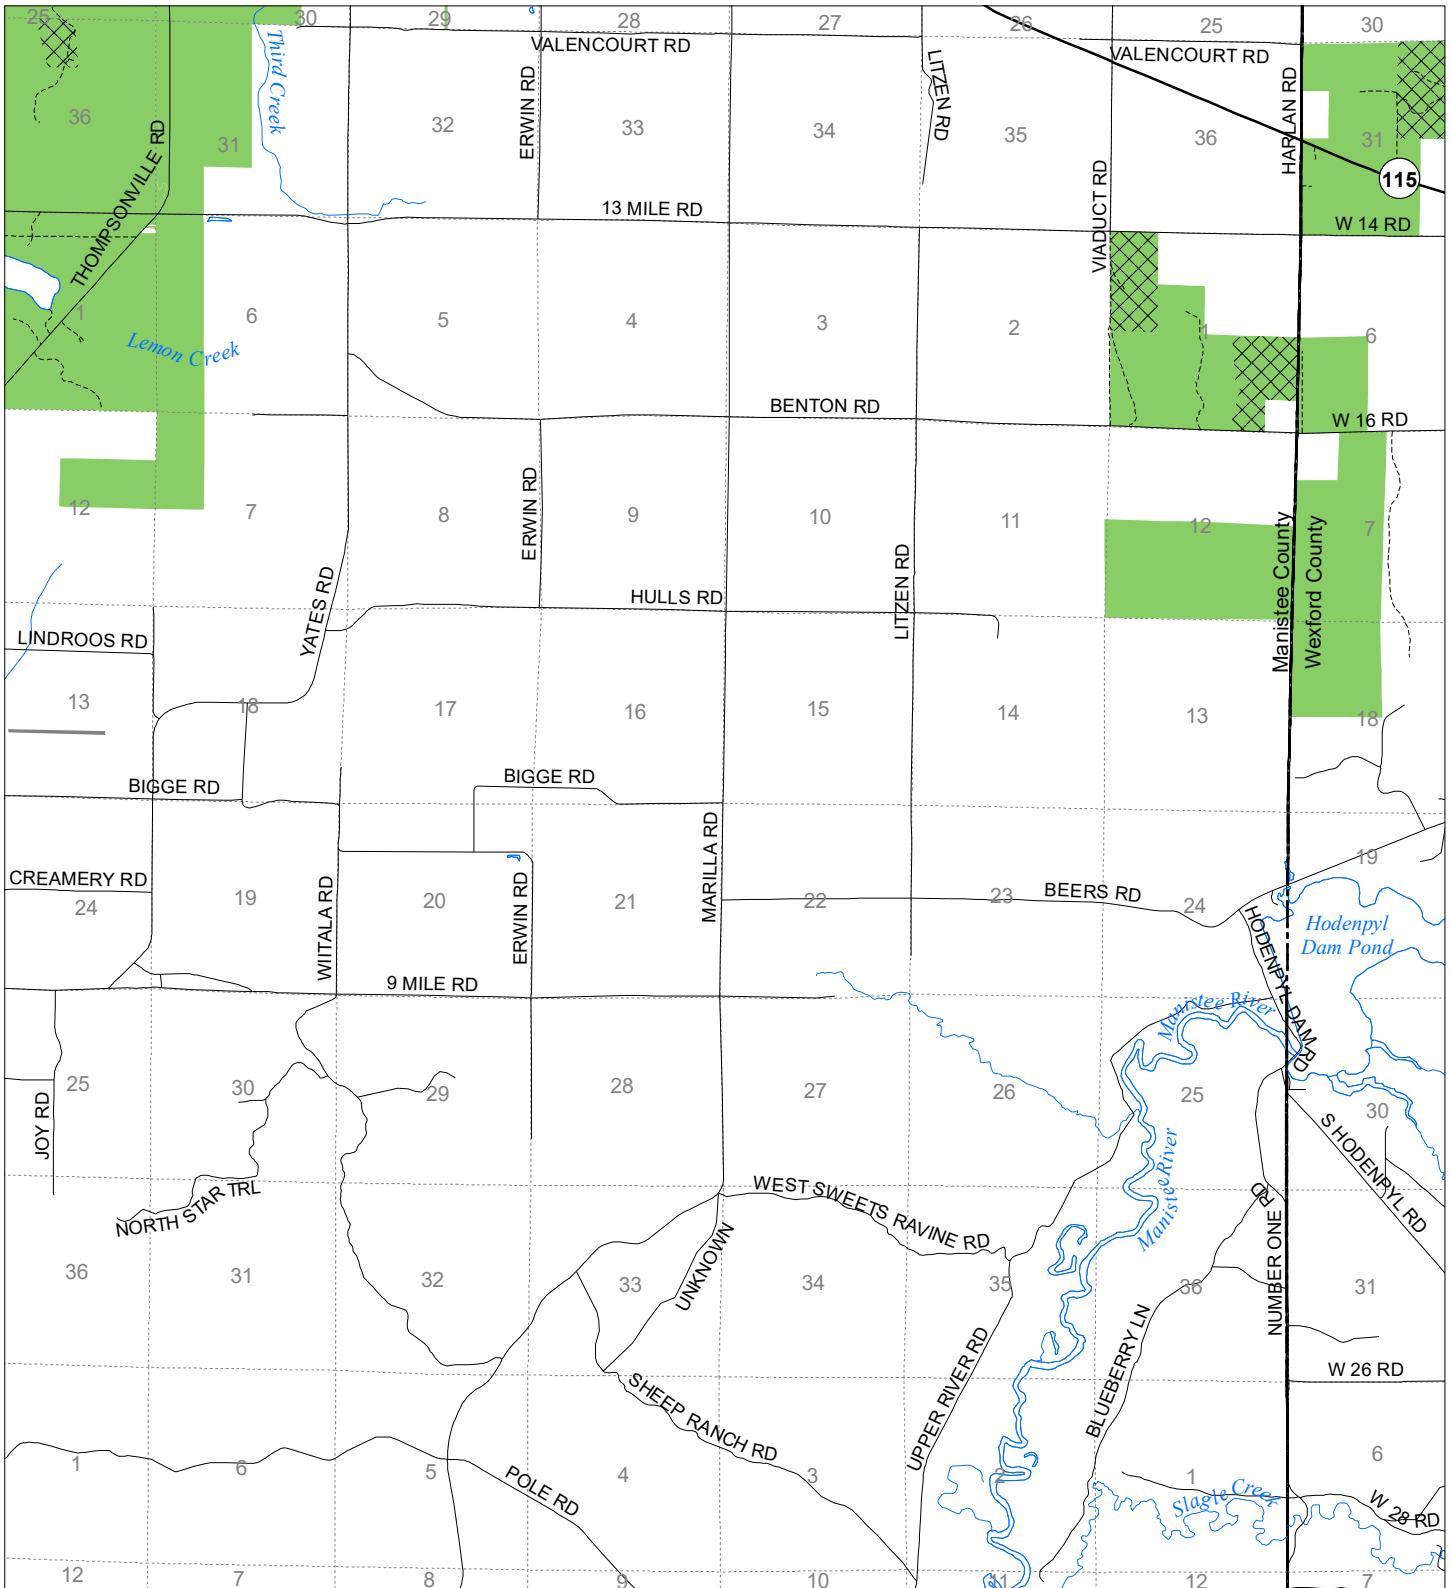 25
30
29
28
27
26
25
30
VALENCOURT RD
VALENCOURT RD
Third Creek
ERWIN RD
LITZEN RD
HARLAN RD
36
31
32
33
34
35
36
31
THOMPSONVILLE RD
115
13 MILE RD
VIADUCT RD
W 14 RD
1
6
5
4
3
2
1
6
Lemon Creek
BENTON RD
W 16 RD
12
7
8
9
10
11
12
7
ERWIN RD
LITZEN RD
Manistee County
Wexford County
YATES RD
HULLS RD
LINDROOS RD
13
18
17
16
15
14
13
18
BIGGE RD
BIGGE RD
MARILLA RD
CREAMERY RD
24
19
20
21
22
23
24
19
WIITALA RD
ERWIN RD
BEERS RD
HODENPYL DAM RD
Hodenpyl
Dam Pond
9 MILE RD
Manistee River
25
30
29
28
27
26
25
30
JOY RD
Manistee River
S HODENPYL RD
NORTH STAR TRL
WEST SWEETS RAVINE RD
UNKNOWN
NUMBER ONE RD
36
31
32
33
34
35
36
31
BLUEBERRY LN
UPPER RIVER RD
W 26 RD
SHEEP RANCH RD
1
6
5
4
3
2
1
6
POLE RD
Slagle Creek
W 28 RD
12
7
8
9
10
11
12
7